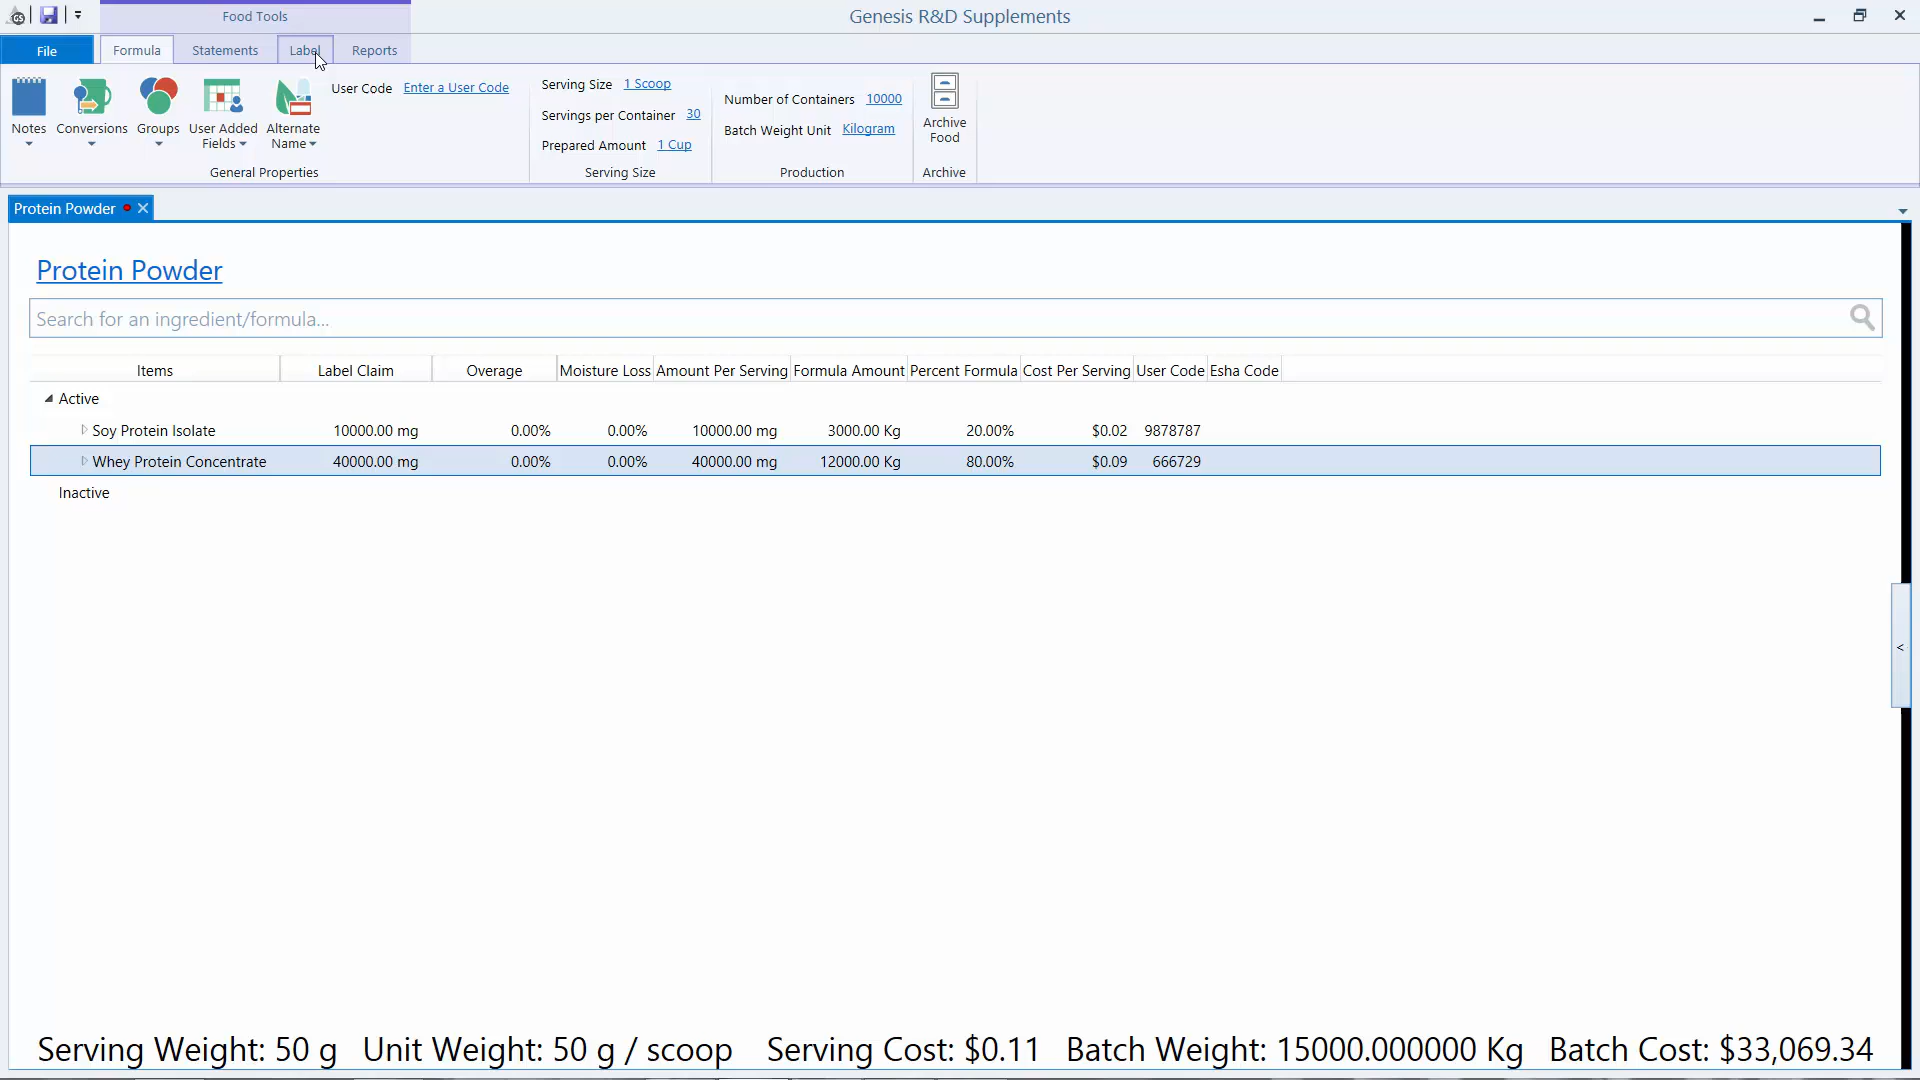 GS
Food Tools
Genesis R&D Supplements
File
Formula
Statements
Label
Reports
Notes
Conversions
Groups
User Added Fields
Alternate Name
User Code Enter a User Code
General Properties
Serving Size 1 Scoop
Servings per Container 30
Prepared Amount 1 Cup
Serving Size
Number of Containers 10000
Batch Weight Unit Kilogram
Production
Archive Food
Archive
Protein Powder
Protein Powder
Search for an ingredient/formula...
Items Label Claim Overage Moisture Loss Amount Per Serving Formula Amount Percent Formula Cost Per Serving User Code Esha Code
Active
Soy Protein Isolate 10000.00 mg 0.00% 0.00% 10000.00 mg 3000.00 Kg 20.00% $0.02 9878787
Whey Protein Concentrate 40000.00 mg 0.00% 0.00% 40000.00 mg 12000.00 Kg 80.00% $0.09 666729
Inactive
<
Serving Weight: 50 g Unit Weight: 50 g / scoop Serving Cost: $0.11 Batch Weight: 15000.000000 Kg Batch Cost: $33,069.34